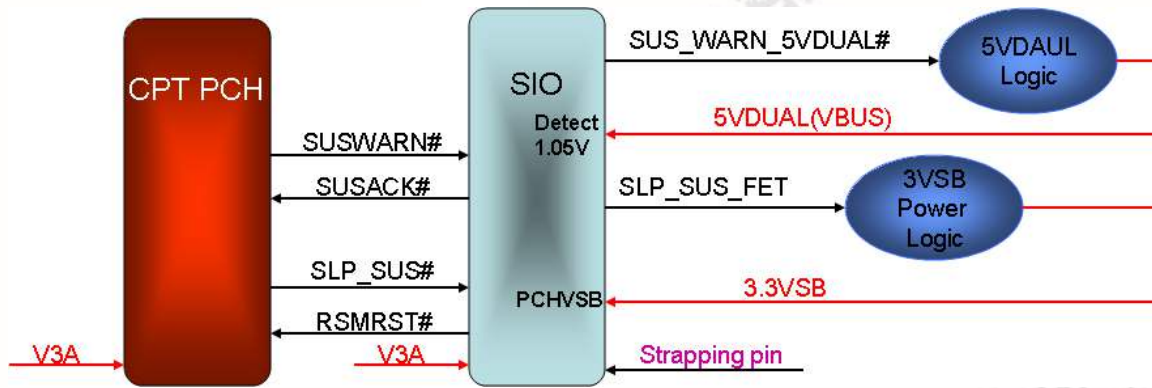 CPT PCH
SUSWARN#
SUSACK#
SLP_SUS#
RSMRST#
V3A
SIO
Detect
1.05V
PCHVSB
V3A
SUS_WARN_5VDUAL#
5VDAUL
Logic
5VDUAL(VBUS)
SLP_SUS_FET
3VSB
Power
Logic
3.3VSB
Strapping pin